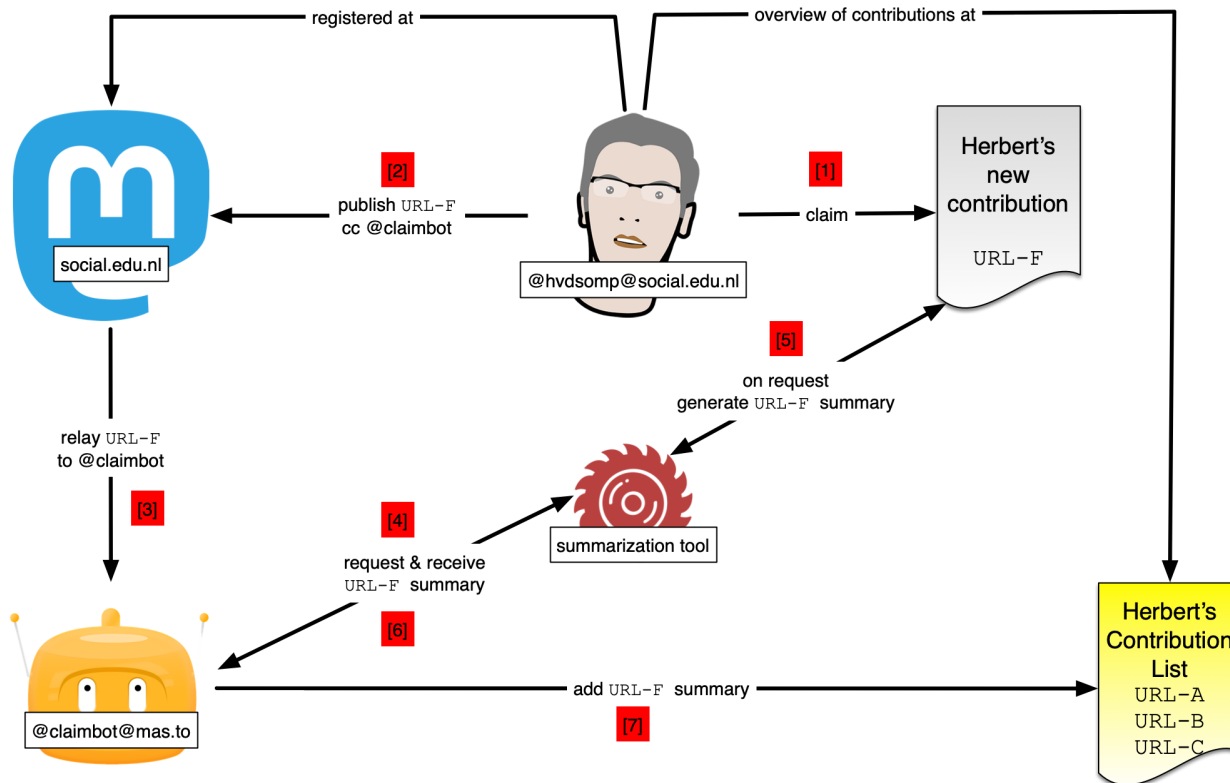 registered at
overview of contributions at
[2]
publish URL-F
cc @claimbot
[1]
claim
Herbert's
new
contribution
URL-F
social.edu.nl
@hvdsomp@social.edu.nl
[5]
on request
generate URL-F summary
relay URL-F
to @claimbot
[3]
[4]
request & receive
URL-F summary
[6]
summarization tool
Herbert's
Contribution
List
URL-A
URL-B
URL-C
@claimbot@mas.to
add URL-F summary
[7]